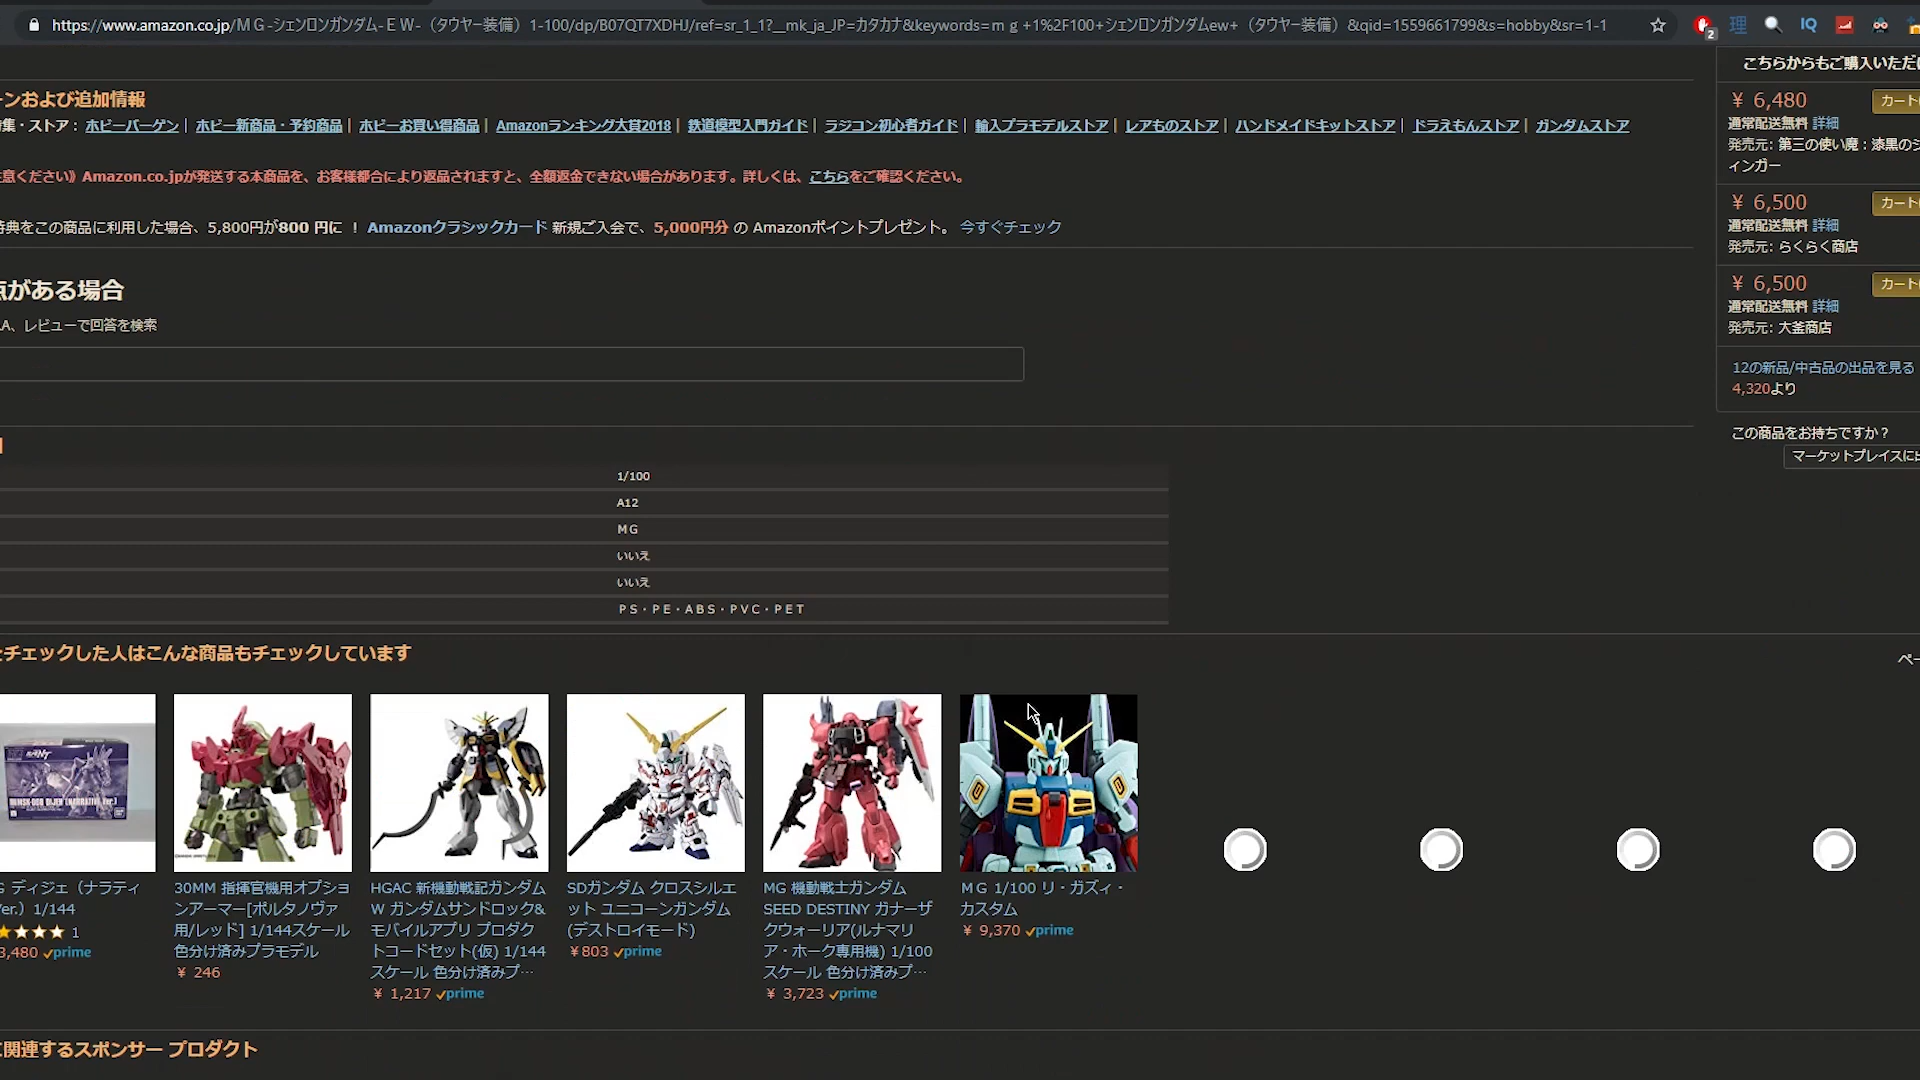 https://www.amazon.co.jp/ＭＧ-シェンロンガンダム-ＥＷ-（タウヤー装備）1-100/dp/B07QT7XDHJ/ref=sr_1_1?__mk_ja_JP=カタカナ&keywords=ｍｇ+1%2F100+シェンロンガンダムew+（タウヤー装備）&qid=1559661799&s=hobby&sr=1-1
2
IQ
ーンおよび追加情報
集・ストア： ホビーバーゲン | ホビー新商品・予約商品 | ホビーお買い得商品 | Amazonランキング大賞2018 | 鉄道模型入門ガイド | ラジコン初心者ガイド | 輸入プラモデルストア | レアものストア | ハンドメイドキットストア | ドラえもんストア | ガンダムストア
意ください》Amazon.co.jpが発送する本商品を、お客様都合により返品されますと、全額返金できない場合があります。詳しくは、こちらをご確認ください。
特典をこの商品に利用した場合、5,800円が800 円に ！ Amazonクラシックカード 新規ご入会で、5,000円分 の Amazonポイントプレゼント。 今すぐチェック
点がある場合
A、レビューで回答を検索
1/100
A12
ＭＧ
いいえ
いいえ
ＰＳ・ＰＥ・ＡＢＳ・ＰＶＣ・ＰＥＴ
こちらからもご購入いただけ
￥ 6,480
カートに
通常配送無料 詳細
発売元: 第三の使い魔：漆黒のシ
ィンガー
￥ 6,500
カートに
通常配送無料 詳細
発売元: らくらく商店
￥ 6,500
カートに
通常配送無料 詳細
発売元: 大釜商店
12の新品/中古品の出品を見る
4,320より
この商品をお持ちですか？
マーケットプレイスに出
をチェックした人はこんな商品もチェックしています
ペー
G ディジェ（ナラティ
Ver.）1/144
1
3,480 prime
30MM 指揮官機用オプショ
ンアーマー[ポルタノヴァ
用/レッド] 1/144スケール
色分け済みプラモデル
￥ 246
HGAC 新機動戦記ガンダム
W ガンダムサンドロック&
モバイルアプリ プロダク
トコードセット(仮) 1/144
スケール 色分け済みプ…
￥ 1,217 prime
SDガンダム クロスシルエ
ット ユニコーンガンダム
(デストロイモード)
￥803 prime
MG 機動戦士ガンダム
SEED DESTINY ガナーザ
クウォーリア(ルナマリ
ア・ホーク専用機) 1/100
スケール 色分け済みプ…
￥ 3,723 prime
ＭＧ 1/100 リ・ガズィ・
カスタム
￥ 9,370 prime
に関連するスポンサー プロダクト